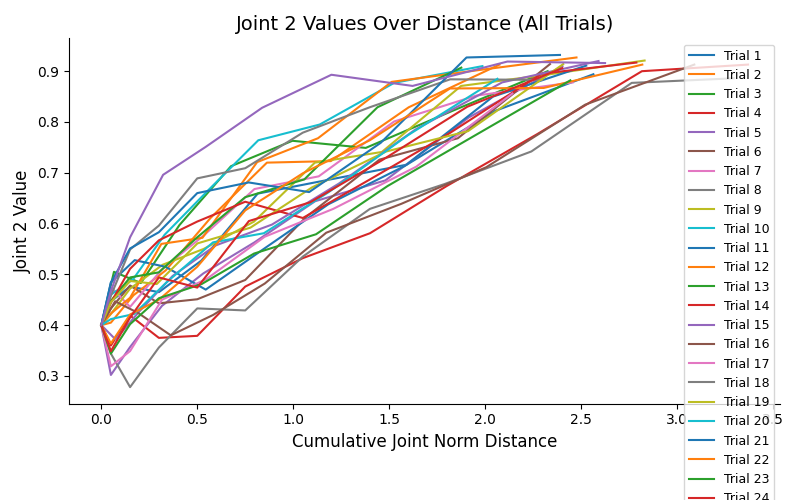 Joint 2 Values Over Distance (All Trials)
Joint 2 Value
0.9
0.8
0.7
0.6
0.5
0.4
0.3
0.0
0.5
1.0
1.5
2.0
2.5
3.0
3.5
Cumulative Joint Norm Distance
Trial 1
Trial 2
Trial 3
Trial 4
Trial 5
Trial 6
Trial 7
Trial 8
Trial 9
Trial 10
Trial 11
Trial 12
Trial 13
Trial 14
Trial 15
Trial 16
Trial 17
Trial 18
Trial 19
Trial 20
Trial 21
Trial 22
Trial 23
Trial 24